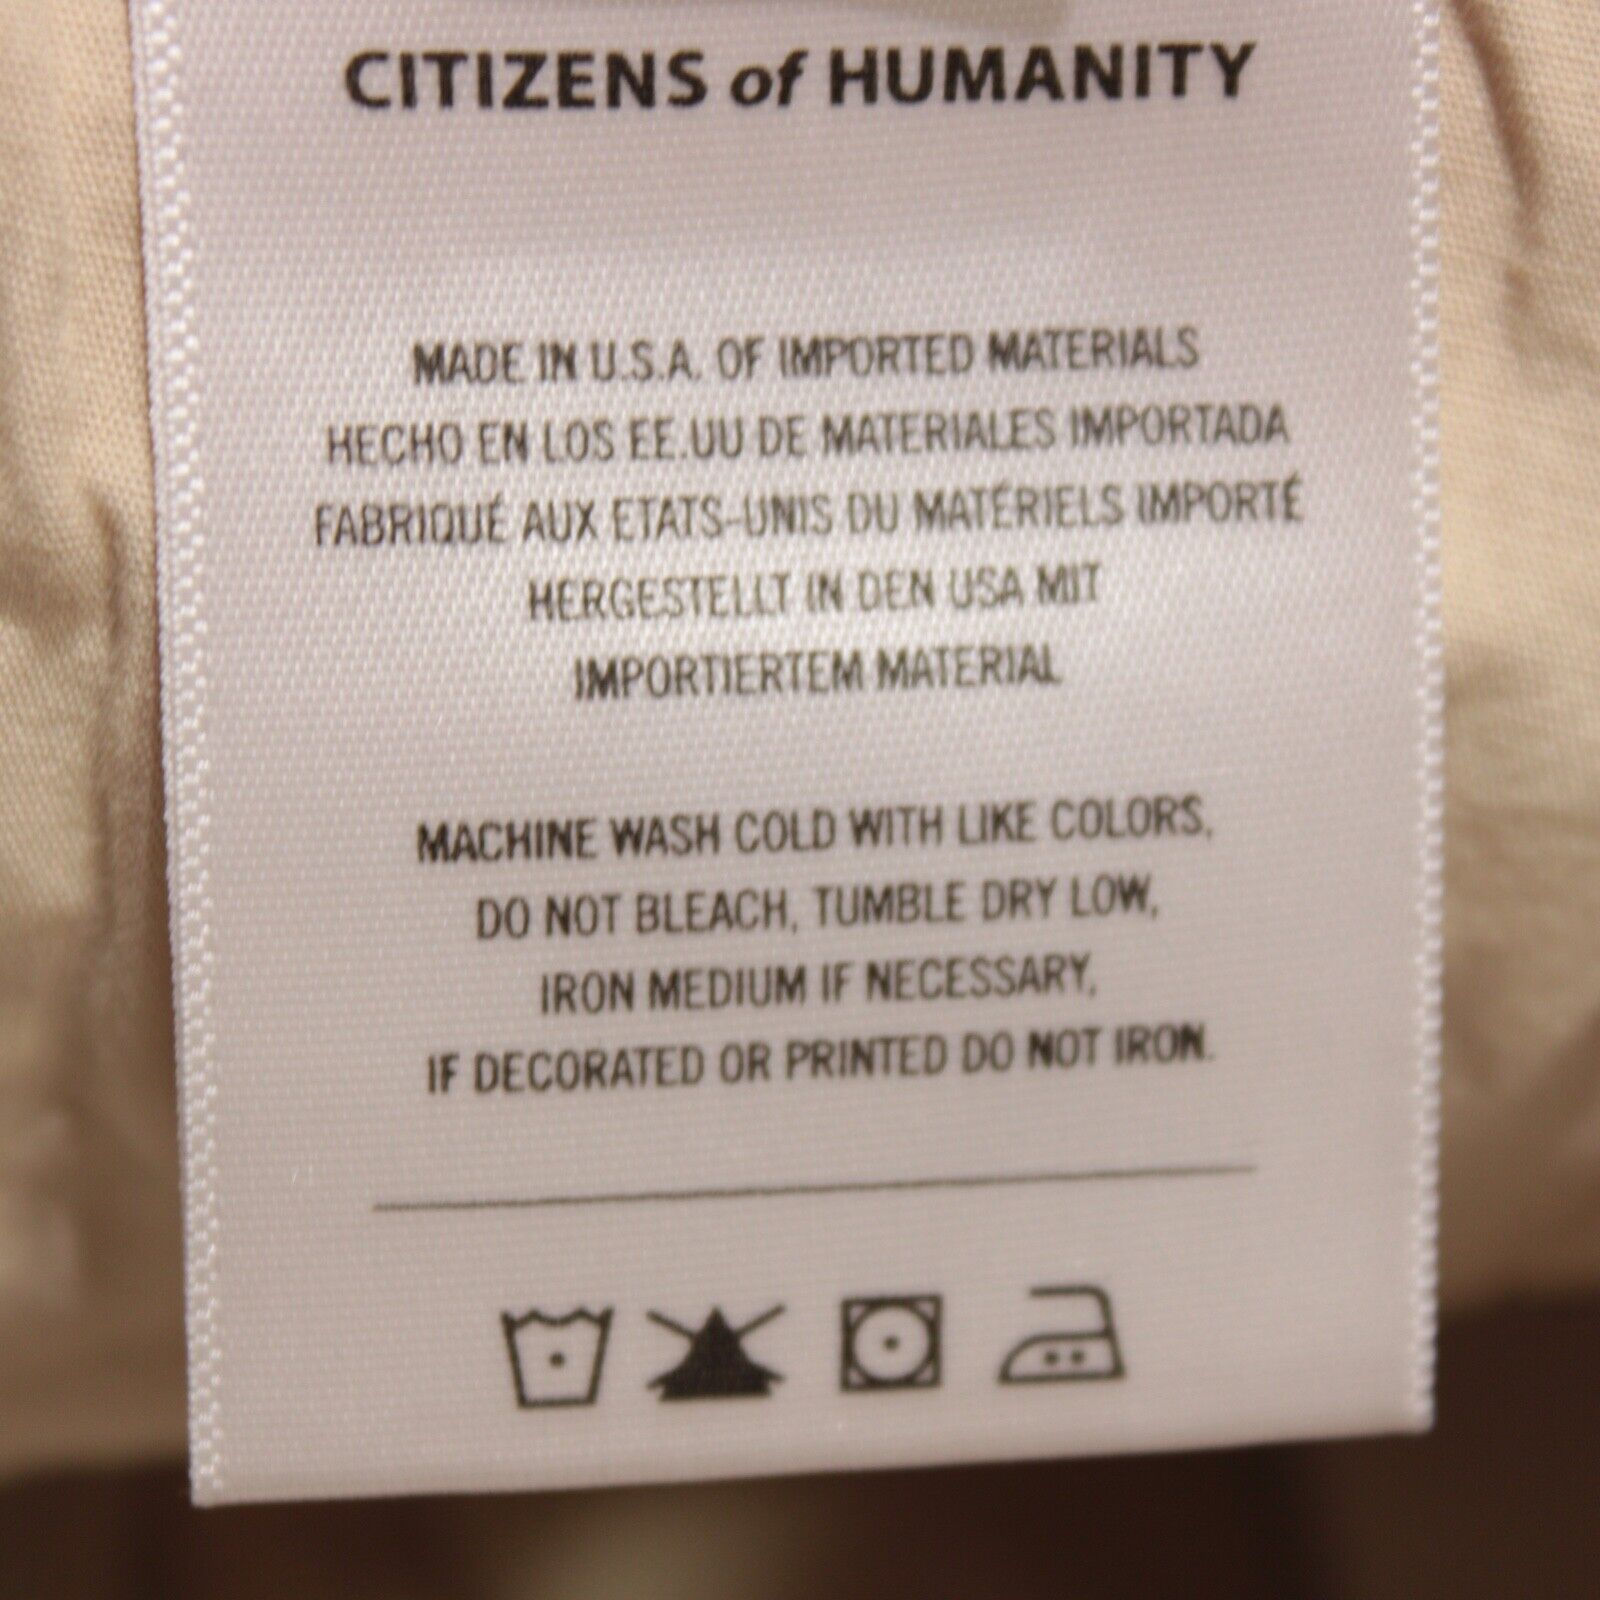 CITIZENS of HUMANITY
MADE IN U.S.A. OF IMPORTED MATERIALS
HECHO EN LOS EE.UU DE MATERIALES IMPORTADA
FABRIQUÉ AUX ETATS-UNIS DU MATÉRIELS IMPORTÉ
HERGESTELLT IN DEN USA MIT
IMPORTIERTEM MATERIAL
MACHINE WASH COLD WITH LIKE COLORS,
DO NOT BLEACH, TUMBLE DRY LOW,
IRON MEDIUM IF NECESSARY,
IF DECORATED OR PRINTED DO NOT IRON.